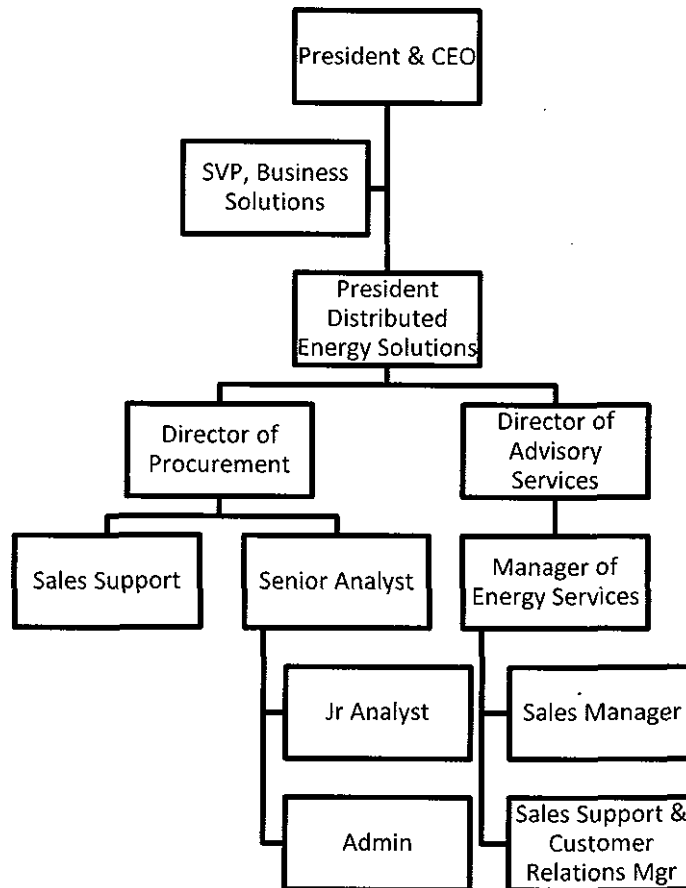 President & CEO
SVP, Business
Solutions
President
Distributed
Energy Solutions
Director of
Procurement
Director of
Advisory
Services
Sales Support
Senior Analyst
Manager of
Energy Services
Jr Analyst
Sales Manager
Admin
Sales Support &
Customer
Relations Mgr